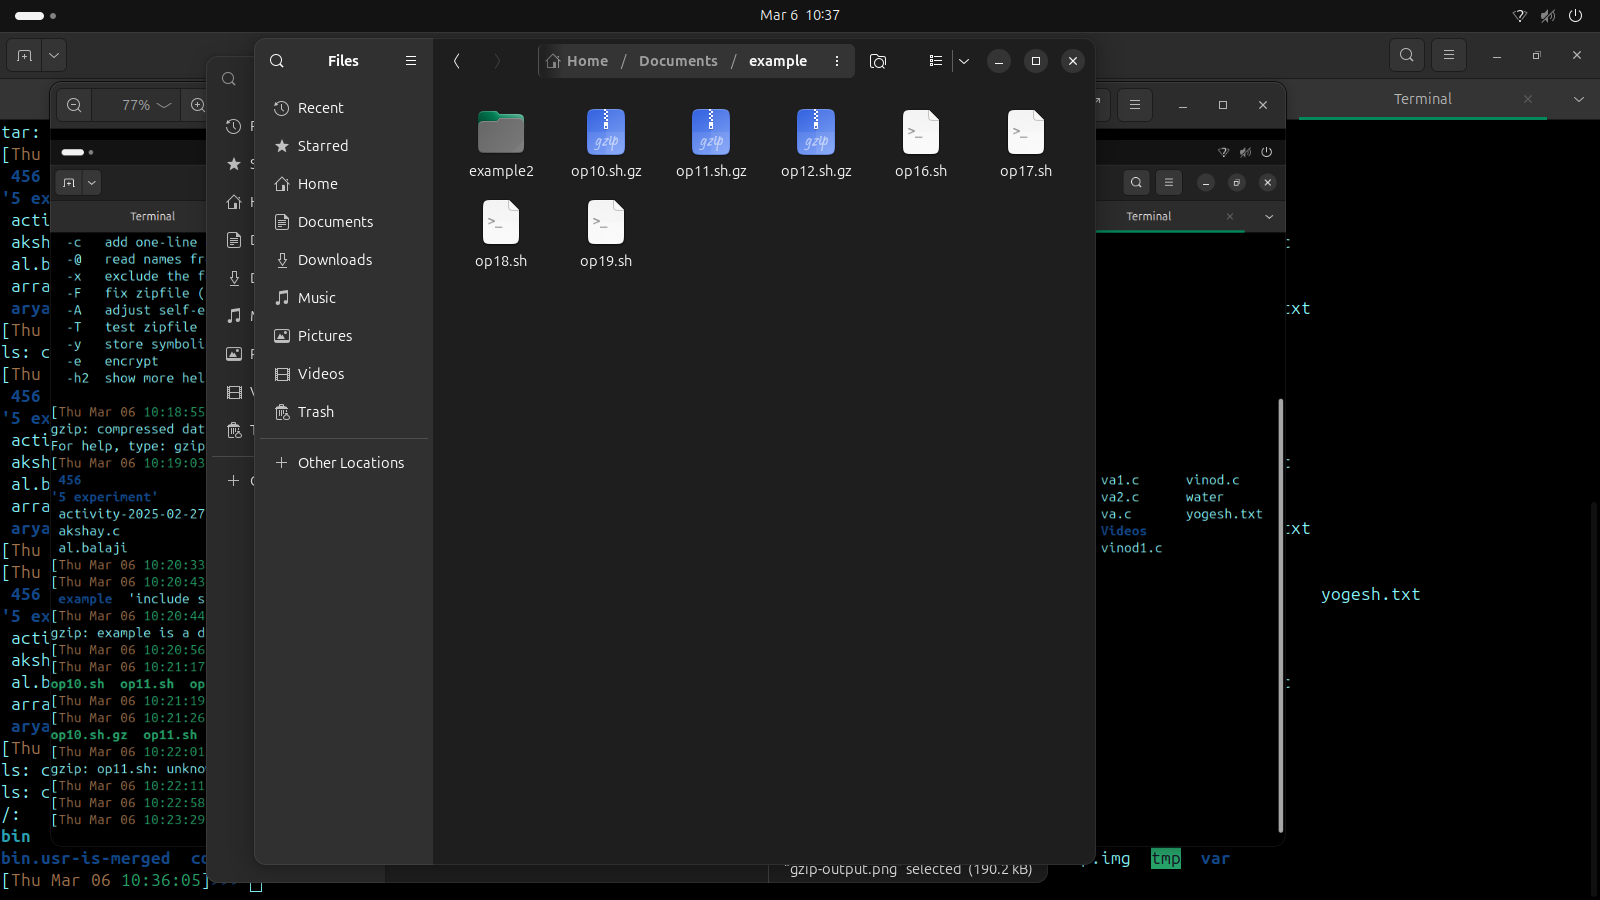 Mar 6 10:37
Files
Home / Documents / example
Terminal
77%
Recent
Starred
Home
Documents
Downloads
Music
Pictures
Videos
Trash
Other Locations
example2
op10.sh.gz
op11.sh.gz
op12.sh.gz
op16.sh
op17.sh
op18.sh
op19.sh
Terminal
-c add one-line
-@ read names fr
-x exclude the f
-F fix zipfile (
-A adjust self-e
-T test zipfile
-y store symboli
-e encrypt
-h2 show more hel
[Thu Mar 06 10:18:55
gzip: compressed dat
For help, type: gzip
[Thu Mar 06 10:19:03
456
'5 experiment'
activity-2025-02-27
akshay.c
al.balaji
[Thu Mar 06 10:20:33
[Thu Mar 06 10:20:43
example 'include s
[Thu Mar 06 10:20:44
gzip: example is a d
[Thu Mar 06 10:20:56
[Thu Mar 06 10:21:17
op10.sh op11.sh op
[Thu Mar 06 10:21:19
[Thu Mar 06 10:21:26
op10.sh.gz op11.sh
[Thu Mar 06 10:22:01
gzip: op11.sh: unkno
[Thu Mar 06 10:22:11
[Thu Mar 06 10:22:58
[Thu Mar 06 10:23:29
Terminal
va1.c vinod.c
va2.c water
va.c yogesh.txt
Videos
vinod1.c
tar:
[Thu
456
'5 ex
acti
aksh
al.b
arra
arya
[Thu
ls: c
[Thu
456
'5 ex
acti
aksh
al.b
arra
arya
[Thu
[Thu
456
'5 ex
acti
aksh
al.b
arra
arya
[Thu
ls: c
ls: c
/:
bin
bin.usr-is-merged
[Thu Mar 06 10:36:05]
txt
txt
yogesh.txt
.img tmp var
"gzip-output.png" selected (190.2 kB)